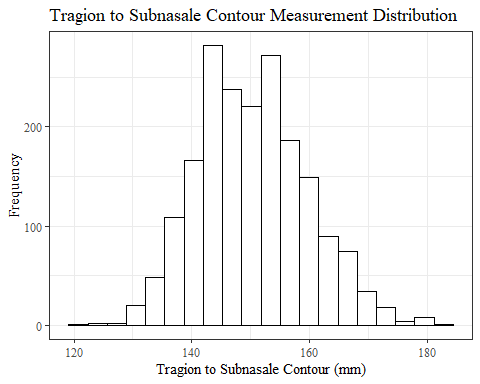 Tragion to Subnasale Contour Measurement Distribution
Frequency
200
100
0
120 140 160 180
Tragion to Subnasale Contour (mm)